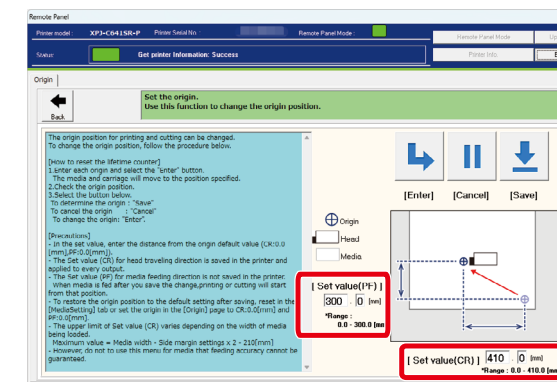 Remote Panel
Printer model : XPJ-C641SR-P Printer Serial No. : Remote Panel Mode :
Remote Panel Mode
Status: Get printer Information: Success
Printer Info
Origin
Back
Set the origin.
Use this function to change the origin position.
The origin position for printing and cutting can be changed.
To change the origin position, follow the procedure below.
[How to reset the lifetime counter]
1.Enter each origin and select the "Enter" button.
The media and carriage will move to the position specified.
2.Check the origin position.
3.Select the button below.
To determine the origin : "Save"
To cancel the origin : "Cancel"
To change the origin: "Enter".
[Precautions]
- In the set value, enter the distance from the origin default value (CR:0.0
[mm],PF:0.0[mm]).
- The Set value (CR) for head traveling direction is saved in the printer and
applied to every output.
- The Set value (PF) for media feeding direction is not saved in the printer.
When media is fed after you save the change,printing or cutting will start
from that position.
- To restore the origin position to the default setting after saving, reset in the
[MediaSetting] tab or set the origin in the [Origin] page to CR:0.0[mm] and
PF:0.0[mm].
- The upper limit of Set value (CR) varies depending on the width of media
being loaded.
Maximum value = Media width - Side margin settings x 2 - 210[mm]
- However, do not to use this menu for media that feeding accuracy cannot be
guaranteed.
[Enter] [Cancel] [Save]
Origin
Head
Media
[ Set value(PF) ]
300 . 0 [mm]
*Range :
0.0 - 300.0 [mm
[ Set value(CR) ] 410 . 0 [mm]
*Range : 0.0 - 410.0 [mm